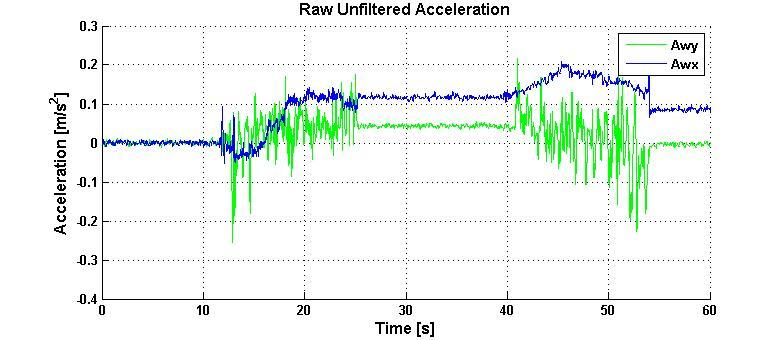 Raw Unfiltered Acceleration
Acceleration [m/s²]
0.3
0.2
0.1
0
-0.1
-0.2
-0.3
-0.4
Awy
Awx
0 10 20 30 40 50 60
Time [s]